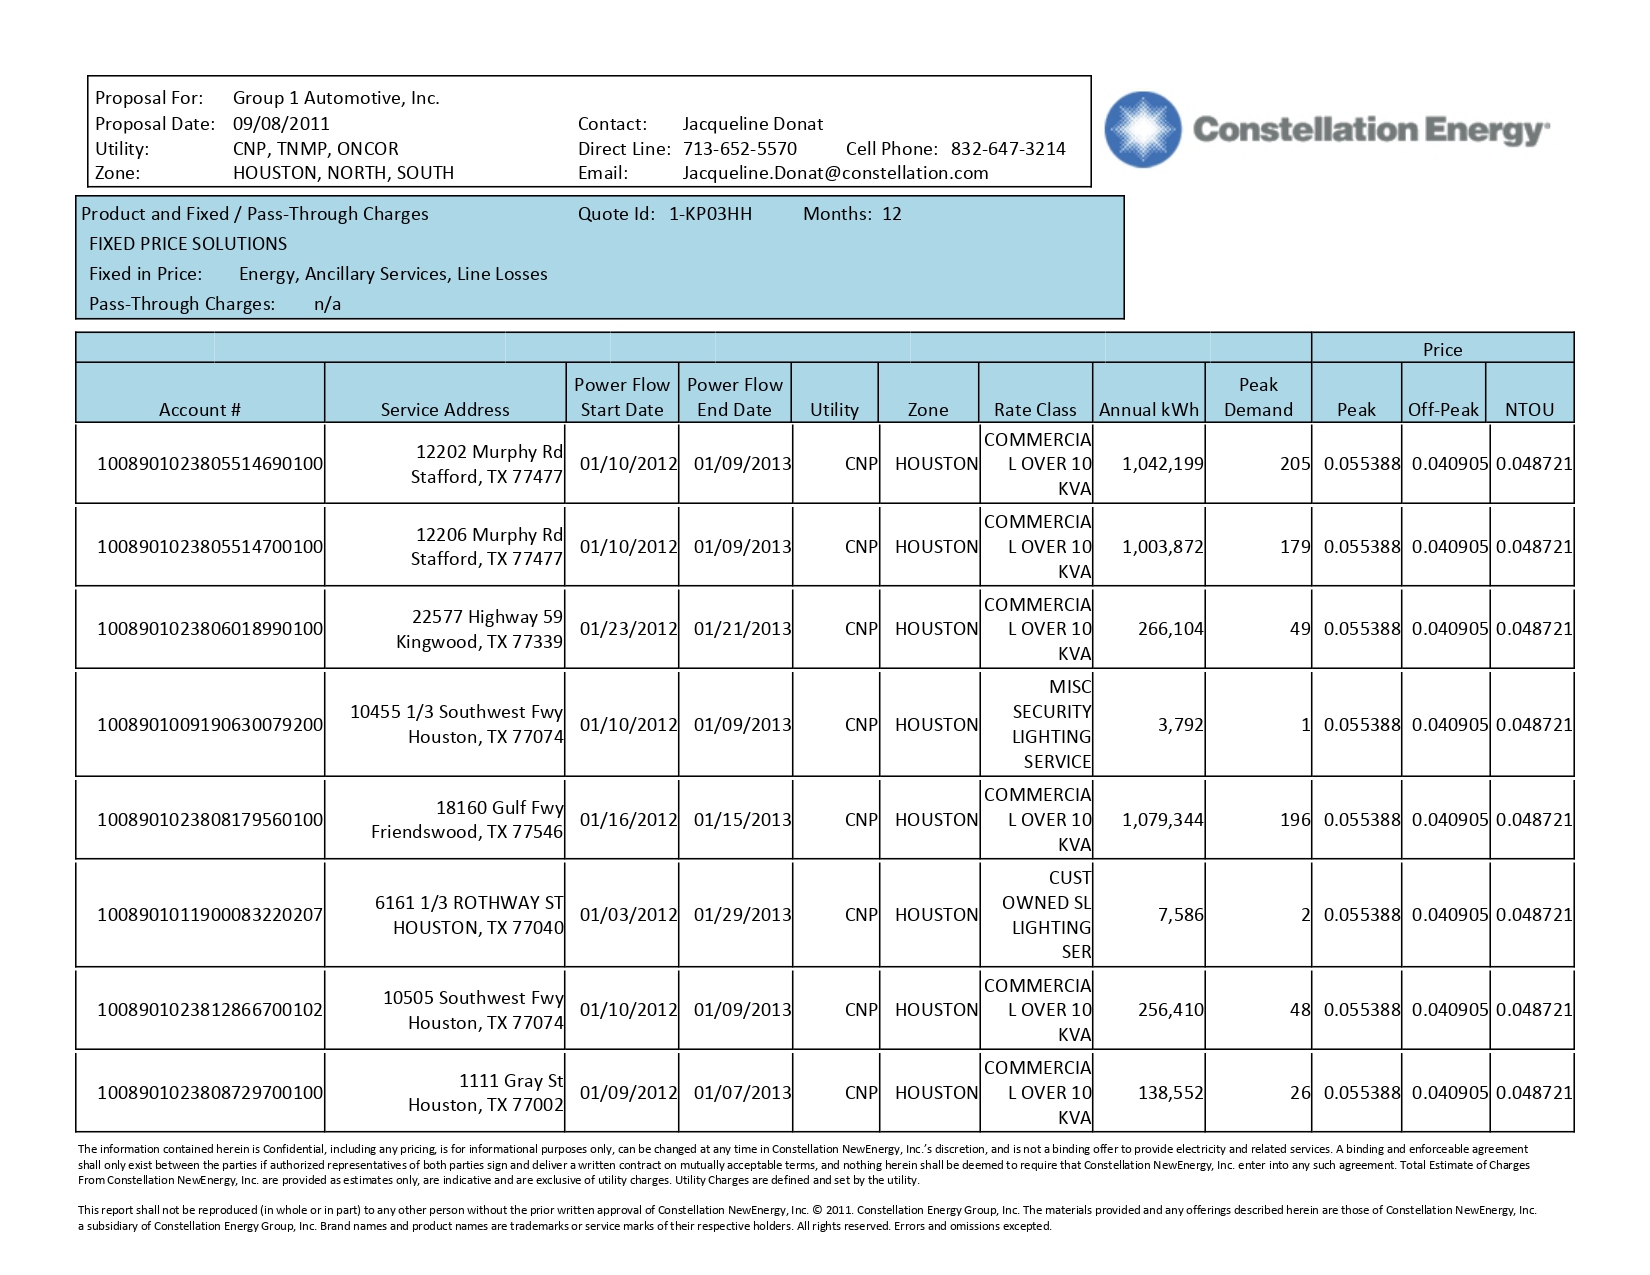 Proposal For: Group 1 Automotive, Inc.
Proposal Date: 09/08/2011 Contact: Jacqueline Donat
Utility: CNP, TNMP, ONCOR Direct Line: 713-652-5570 Cell Phone: 832-647-3214
Zone: HOUSTON, NORTH, SOUTH Email: Jacqueline.Donat@constellation.com
Constellation Energy®
Product and Fixed / Pass-Through Charges Quote Id: 1-KP03HH Months: 12
FIXED PRICE SOLUTIONS
Fixed in Price: Energy, Ancillary Services, Line Losses
Pass-Through Charges: n/a
Price
Power Flow Power Flow Peak
Account # Service Address Start Date End Date Utility Zone Rate Class Annual kWh Demand Peak Off-Peak NTOU
COMMERCIA
12202 Murphy Rd
1008901023805514690100 01/10/2012 01/09/2013 CNP HOUSTON L OVER 10 1,042,199 205 0.055388 0.040905 0.048721
Stafford, TX 77477
KVA
COMMERCIA
12206 Murphy Rd
1008901023805514700100 01/10/2012 01/09/2013 CNP HOUSTON L OVER 10 1,003,872 179 0.055388 0.040905 0.048721
Stafford, TX 77477
KVA
COMMERCIA
22577 Highway 59
1008901023806018990100 01/23/2012 01/21/2013 CNP HOUSTON L OVER 10 266,104 49 0.055388 0.040905 0.048721
Kingwood, TX 77339
KVA
MISC
10455 1/3 Southwest Fwy SECURITY
1008901009190630079200 01/10/2012 01/09/2013 CNP HOUSTON 3,792 1 0.055388 0.040905 0.048721
Houston, TX 77074 LIGHTING
SERVICE
COMMERCIA
18160 Gulf Fwy
1008901023808179560100 01/16/2012 01/15/2013 CNP HOUSTON L OVER 10 1,079,344 196 0.055388 0.040905 0.048721
Friendswood, TX 77546
KVA
CUST
6161 1/3 ROTHWAY ST OWNED SL
1008901011900083220207 01/03/2012 01/29/2013 CNP HOUSTON 7,586 2 0.055388 0.040905 0.048721
HOUSTON, TX 77040 LIGHTING
SER
COMMERCIA
10505 Southwest Fwy
1008901023812866700102 01/10/2012 01/09/2013 CNP HOUSTON L OVER 10 256,410 48 0.055388 0.040905 0.048721
Houston, TX 77074
KVA
COMMERCIA
1111 Gray St
1008901023808729700100 01/09/2012 01/07/2013 CNP HOUSTON L OVER 10 138,552 26 0.055388 0.040905 0.048721
Houston, TX 77002
KVA
The information contained herein is Confidential, including any pricing, is for informational purposes only, can be changed at any time in Constellation NewEnergy, Inc.’s discretion, and is not a binding offer to provide electricity and related services. A binding and enforceable agreement
shall only exist between the parties if authorized representatives of both parties sign and deliver a written contract on mutually acceptable terms, and nothing herein shall be deemed to require that Constellation NewEnergy, Inc. enter into any such agreement. Total Estimate of Charges
From Constellation NewEnergy, Inc. are provided as estimates only, are indicative and are exclusive of utility charges. Utility Charges are defined and set by the utility.
This report shall not be reproduced (in whole or in part) to any other person without the prior written approval of Constellation NewEnergy, Inc. © 2011. Constellation Energy Group, Inc. The materials provided and any offerings described herein are those of Constellation NewEnergy, Inc.
a subsidiary of Constellation Energy Group, Inc. Brand names and product names are trademarks or service marks of their respective holders. All rights reserved. Errors and omissions excepted.